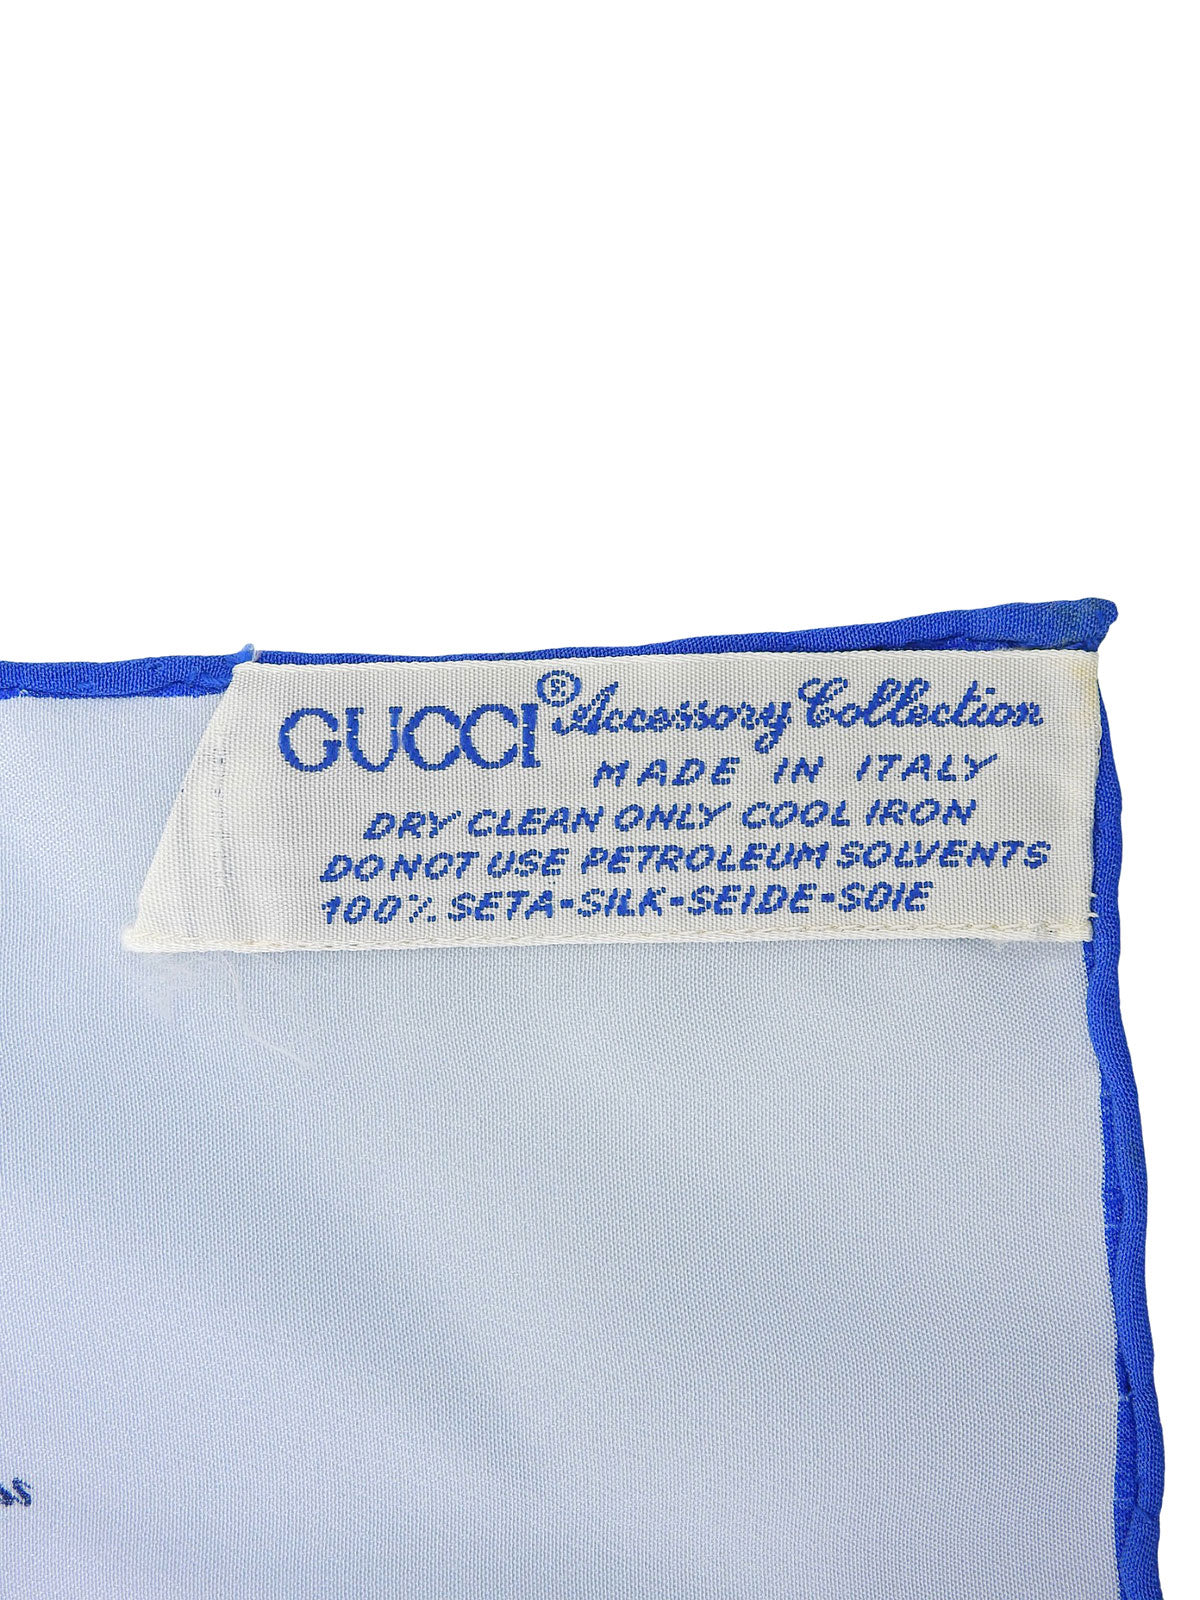 GUCCI® Accessory Collection
MADE IN ITALY
DRY CLEAN ONLY COOL IRON
DO NOT USE PETROLEUM SOLVENTS
100% SETA-SILK-SEIDE-SOIE